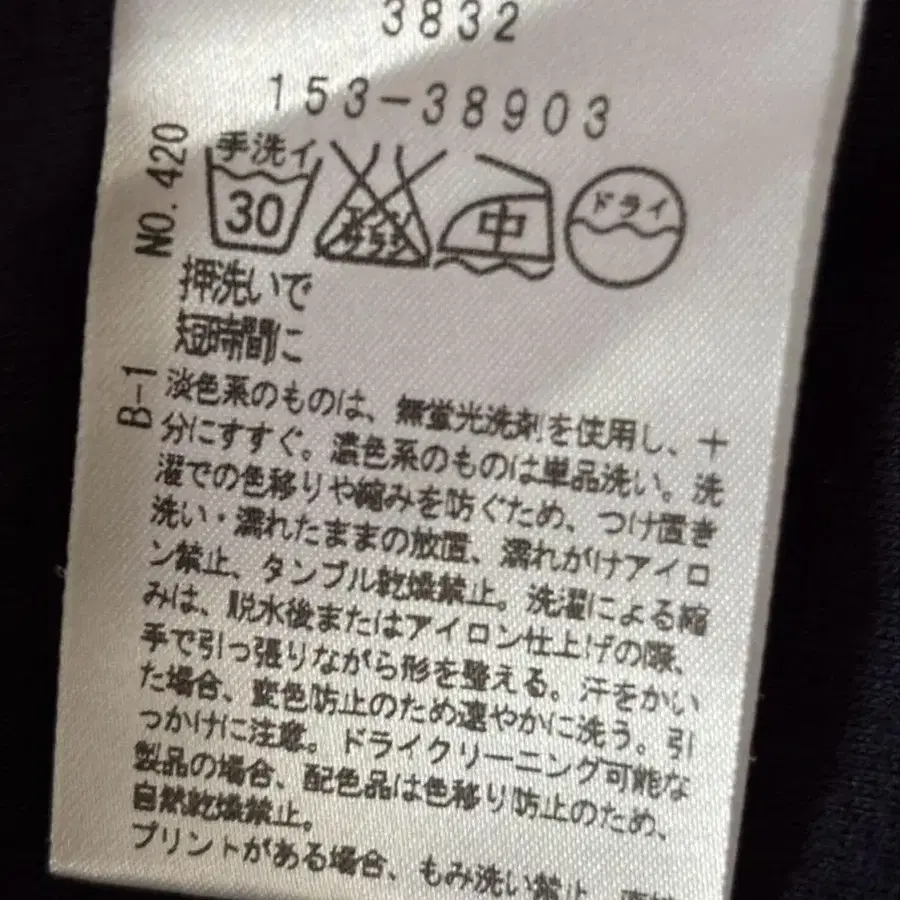 3832
153-38903
NO. 420
手洗イ
30
エンソサラシ
中
ドライ
押洗いで
短時間に
B-1
淡色系のものは、無蛍光洗剤を使用し、十
分にすすぐ。濃色系のものは単品洗い。洗
濯での色移りや縮みを防ぐため、つけ置き
洗い・濡れたままの放置、濡れがけアイロ
ン禁止、タンブル乾燥禁止。洗濯による縮
みは、脱水後またはアイロン仕上げの際、
手で引っ張りながら形を整える。汗をかい
た場合、変色防止のため速やかに洗う。引
っかけに注意。ドライクリーニング可能な
製品の場合、配色品は色移り防止のため、
自然乾燥禁止。
プリントがある場合、もみ洗い禁止